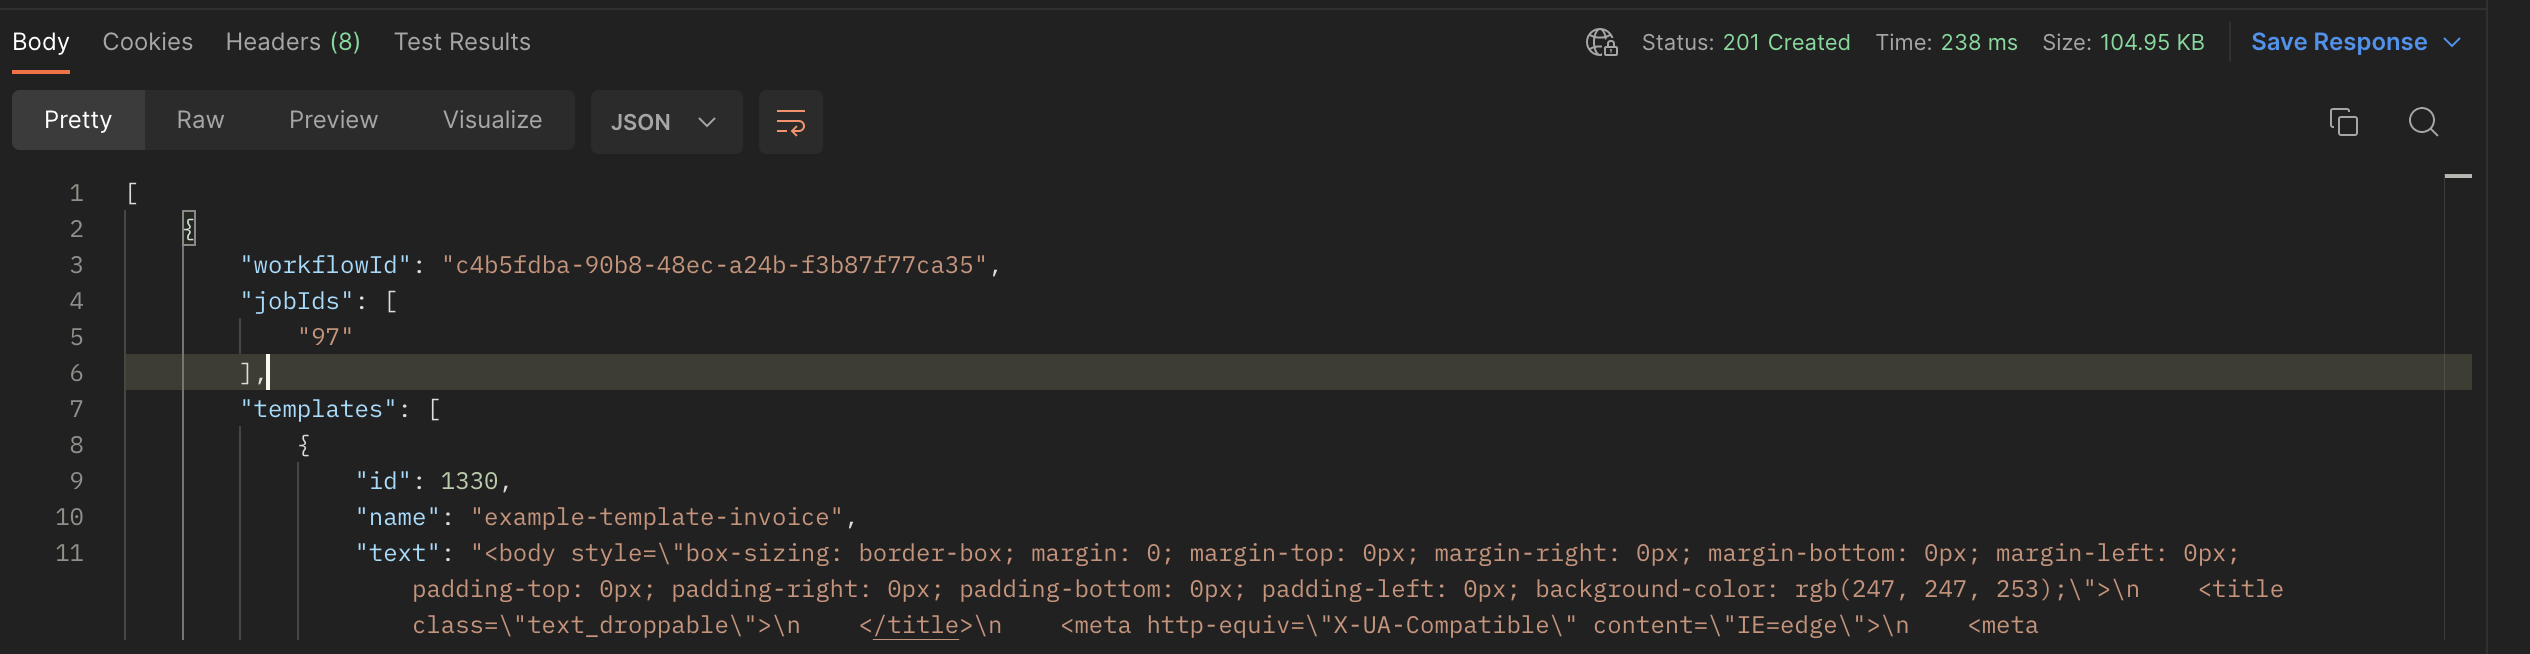 Body Cookies Headers (8) Test Results Status: 201 Created Time: 238 ms Size: 104.95 KB Save Response
Pretty Raw Preview Visualize JSON
1 [
2 {
3 "workflowId": "c4b5fdba-90b8-48ec-a24b-f3b87f77ca35",
4 "jobIds": [
5 "97"
6 ],
7 "templates": [
8 {
9 "id": 1330,
10 "name": "example-template-invoice",
11 "text": "<body style=\"box-sizing: border-box; margin: 0; margin-top: 0px; margin-right: 0px; margin-bottom: 0px; margin-left: 0px;
padding-top: 0px; padding-right: 0px; padding-bottom: 0px; padding-left: 0px; background-color: rgb(247, 247, 253);\">\n    <title
class=\"text_droppable\">\n    </title>\n    <meta http-equiv=\"X-UA-Compatible\" content=\"IE=edge\">\n    <meta